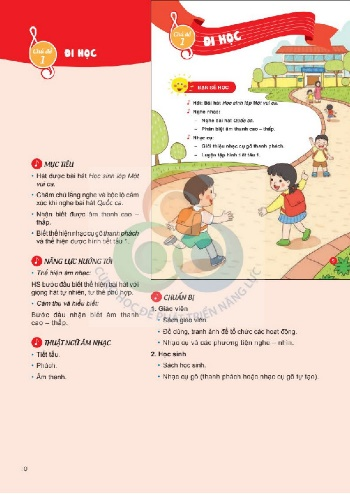 Chủ đề
1
ĐI HỌC
MỤC TIÊU
• Hát được bài hát Học sinh lớp Một
vui ca.
• Chăm chú lắng nghe và bộc lộ cảm
xúc khi nghe bài hát Quốc ca.
• Nhận biết được âm thanh cao –
thấp.
• Biết thể hiện nhạc cụ gõ thanh phách
và thể hiện được hình tiết tấu 1.
NĂNG LỰC HƯỚNG TỚI
• Thể hiện âm nhạc:
HS bước đầu biết thể hiện bài hát với
giọng hát tự nhiên, tư thế phù hợp.
• Cảm thụ và hiểu biết:
Bước đầu nhận biết âm thanh
cao – thấp.
THUẬT NGỮ ÂM NHẠC
• Tiết tấu.
• Phách.
• Âm thanh.
Chủ đề
1
ĐI HỌC
BẠN SẼ HỌC
Hát: Bài hát Học sinh lớp Một vui ca.
Nghe nhạc:
– Nghe bài hát Quốc ca.
– Phân biệt âm thanh cao – thấp.
Nhạc cụ:
– Giới thiệu nhạc cụ gõ thanh phách.
– Luyện tập hình tiết tấu 1.
CHUẨN BỊ
1. Giáo viên
• Sách giáo viên.
• Đồ dùng, tranh ảnh để tổ chức các hoạt động.
• Nhạc cụ và các phương tiện nghe – nhìn.
2. Học sinh
• Sách học sinh.
• Nhạc cụ gõ (thanh phách hoặc nhạc cụ gõ tự tạo).